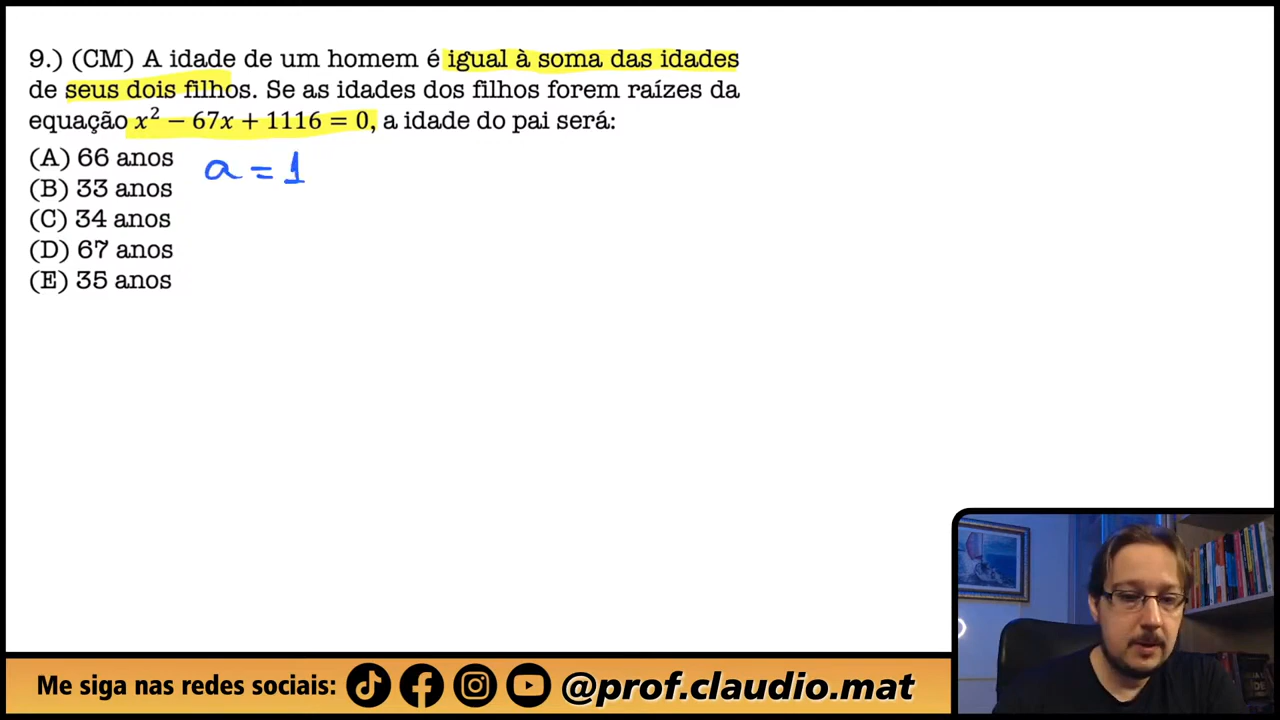 9.) (CM) A idade de um homem é igual à soma das idades
de seus dois filhos. Se as idades dos filhos forem raízes da
equação x² − 67x + 1116 = 0, a idade do pai será:
(A) 66 anos
a = 1
(B) 33 anos
(C) 34 anos
(D) 67 anos
(E) 35 anos
Me siga nas redes sociais: @prof.claudio.mat